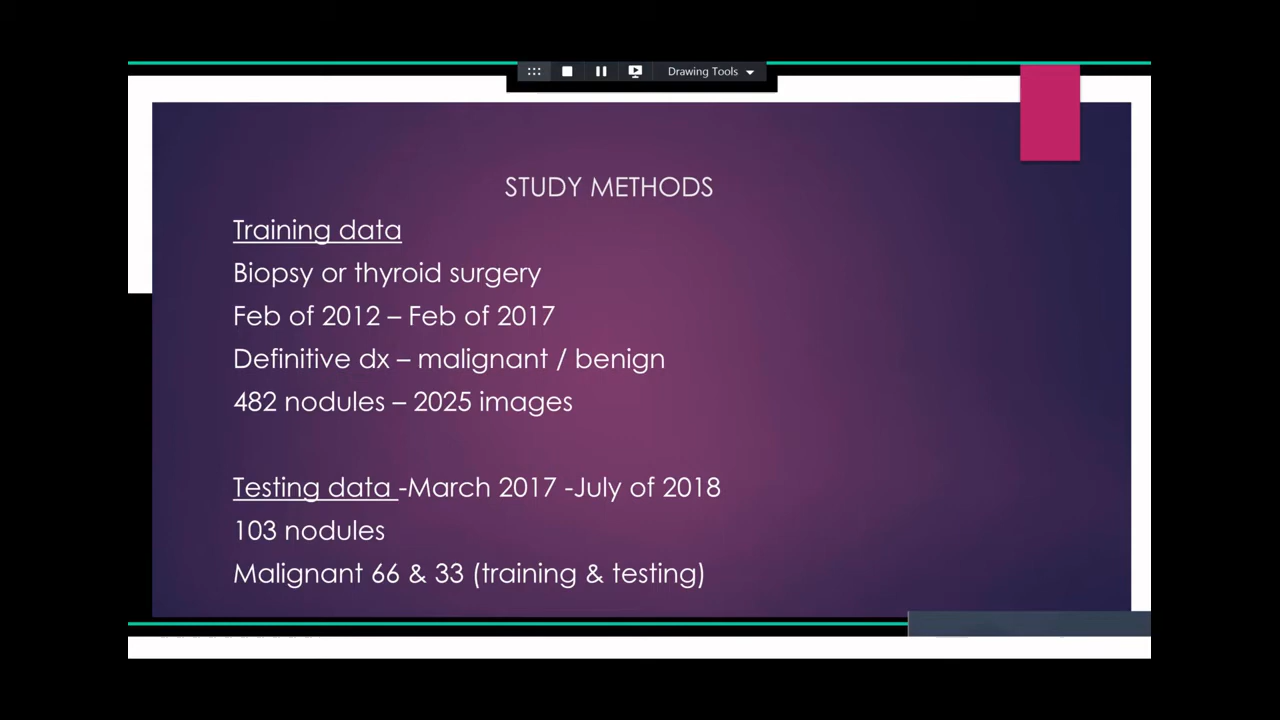 Drawing Tools
STUDY METHODS
Training data
Biopsy or thyroid surgery
Feb of 2012 – Feb of 2017
Definitive dx – malignant / benign
482 nodules – 2025 images
Testing data -March 2017 -July of 2018
103 nodules
Malignant 66 & 33 (training & testing)